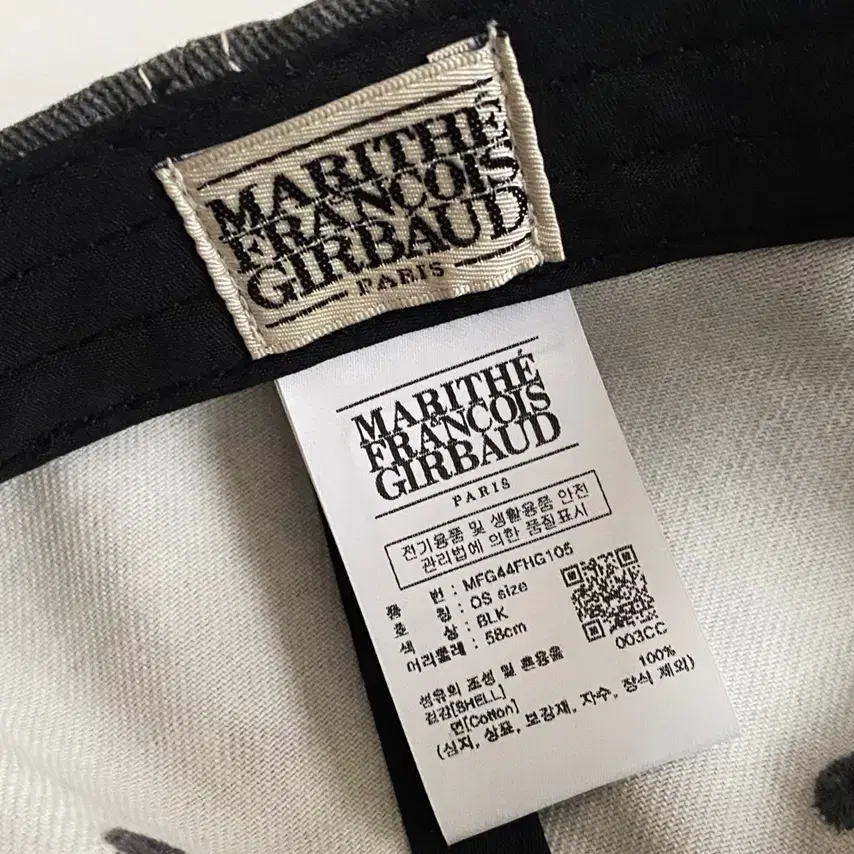 MARITHÉ
FRANCOIS
GIRBAUD
PARIS
MARITHÉ
FRANCOIS
GIRBAUD
PARIS
전기용품 및 생활용품 안전
관리법에 의한 품질표시
품 번 : MFG44FHG105
호 칭 : OS size
색 상 : BLK
머리둘레 : 58cm
003CC
섬유의 조성 및 혼용율
겉감[SHELL]
면[Cotton] 100%
(심지, 상표, 보강재, 자수, 장식 제외)